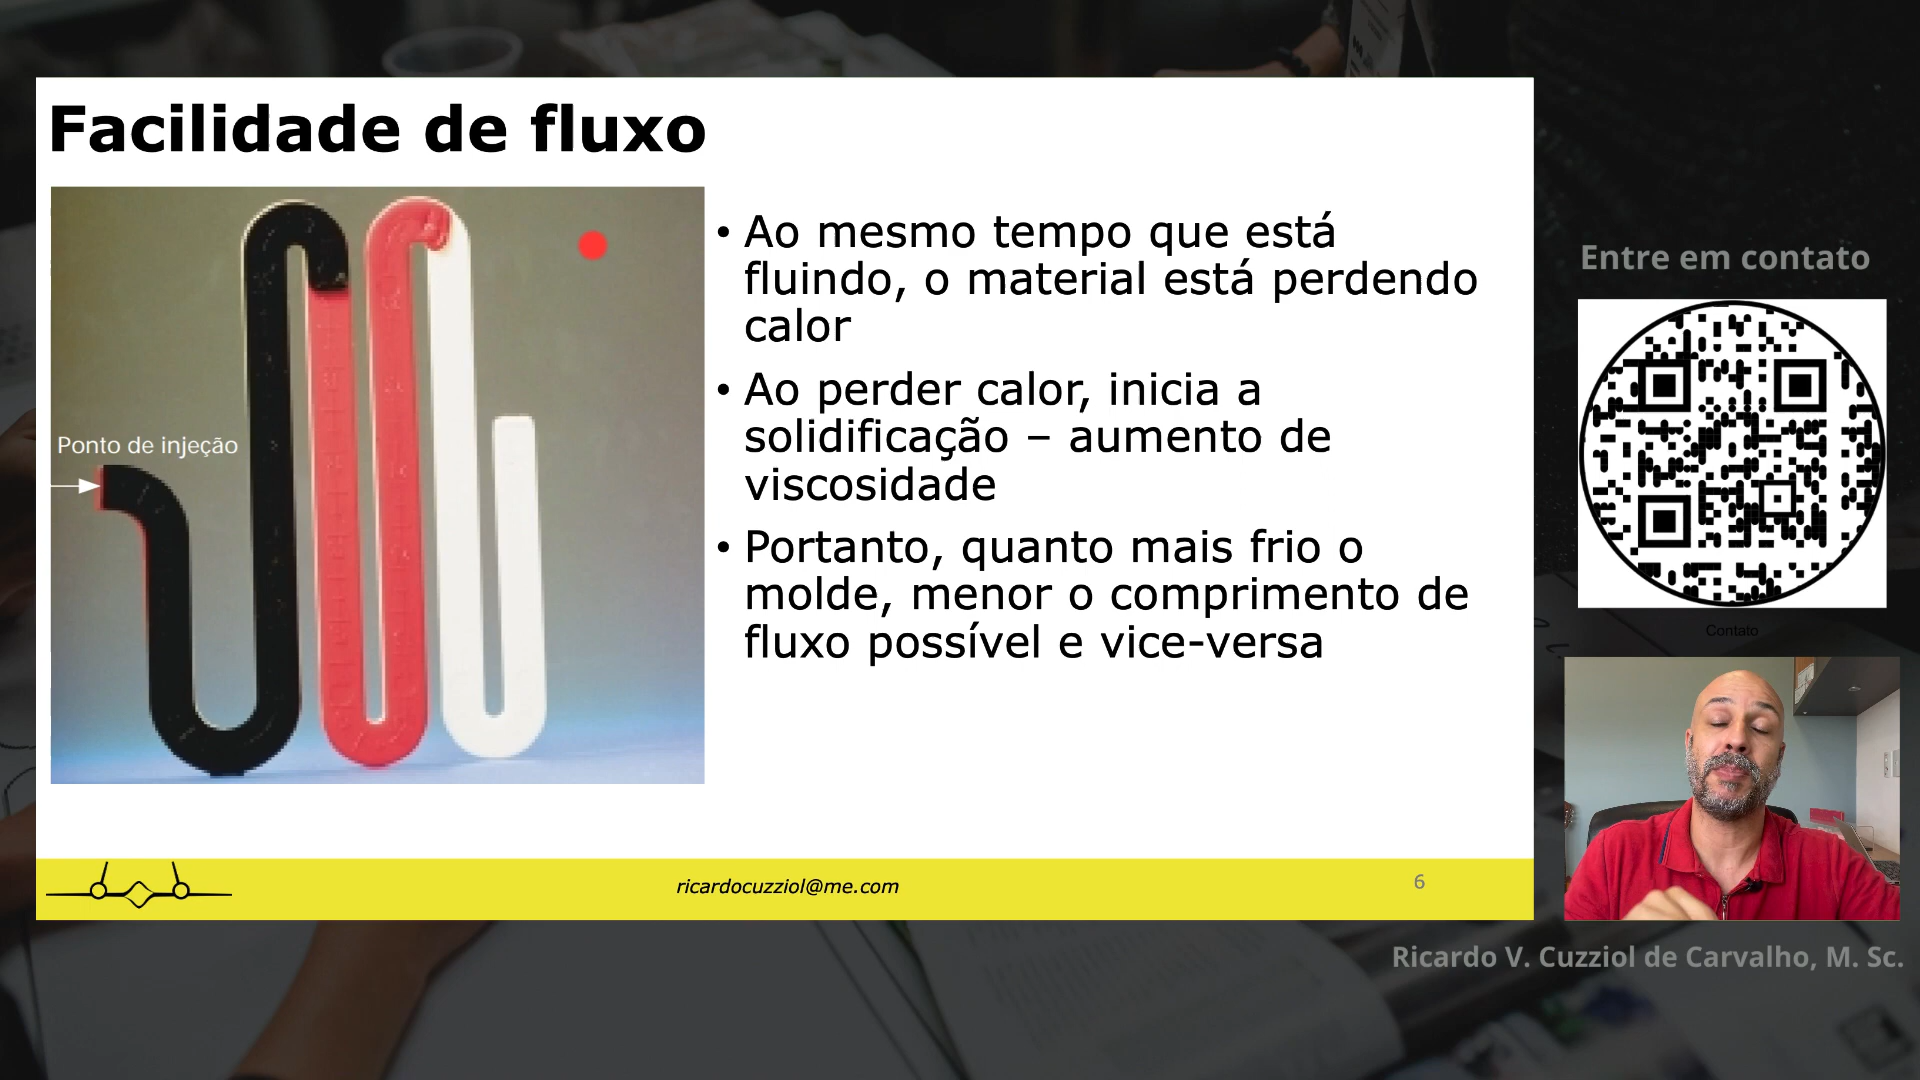 Facilidade de fluxo
Ponto de injeção
• Ao mesmo tempo que está
fluindo, o material está perdendo
calor
• Ao perder calor, inicia a
solidificação – aumento de
viscosidade
• Portanto, quanto mais frio o
molde, menor o comprimento de
fluxo possível e vice-versa
ricardocuzziol@me.com
6
Entre em contato
Contato
Ricardo V. Cuzziol de Carvalho, M. Sc.